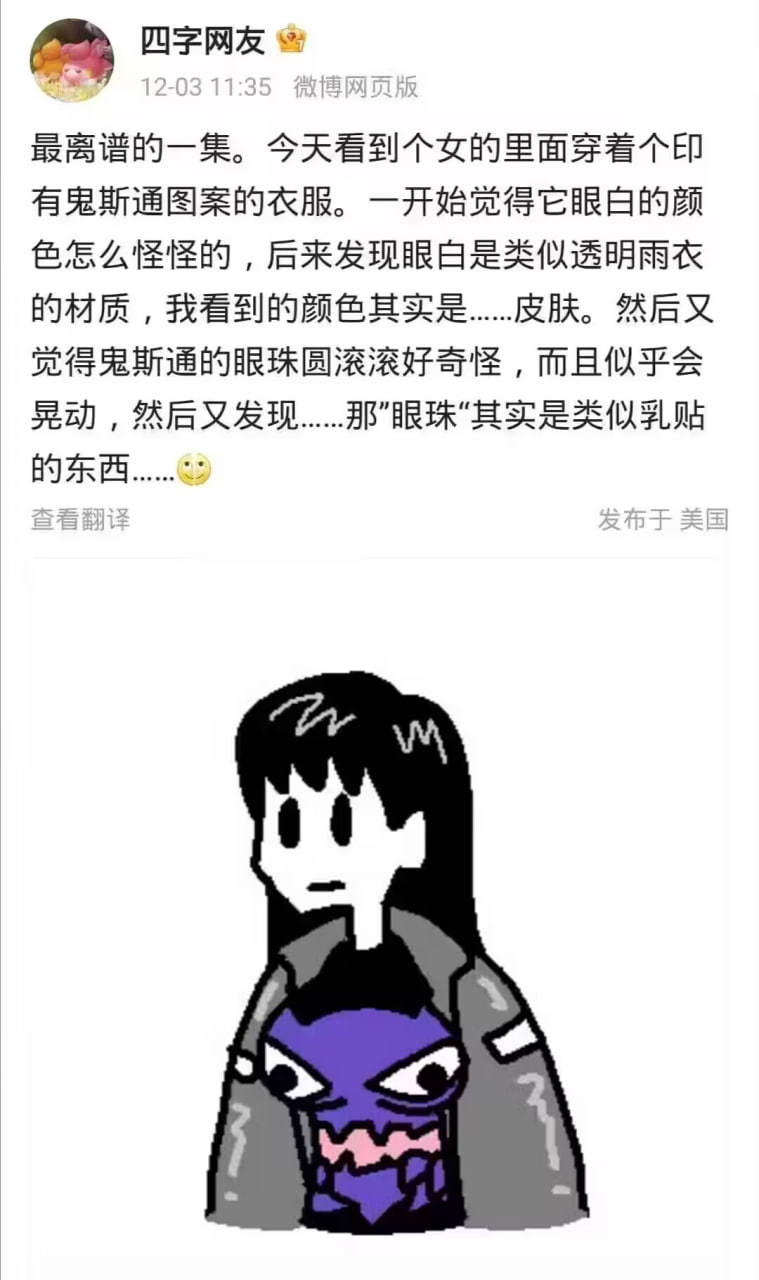 四字网友
12-03 11:35 微博网页版
最离谱的一集。今天看到个女的里面穿着个印
有鬼斯通图案的衣服。一开始觉得它眼白的颜
色怎么怪怪的，后来发现眼白是类似透明雨衣
的材质，我看到的颜色其实是……皮肤。然后又
觉得鬼斯通的眼珠圆滚滚好奇怪，而且似乎会
晃动，然后又发现……那”眼珠“其实是类似乳贴
的东西……
查看翻译 发布于 美国